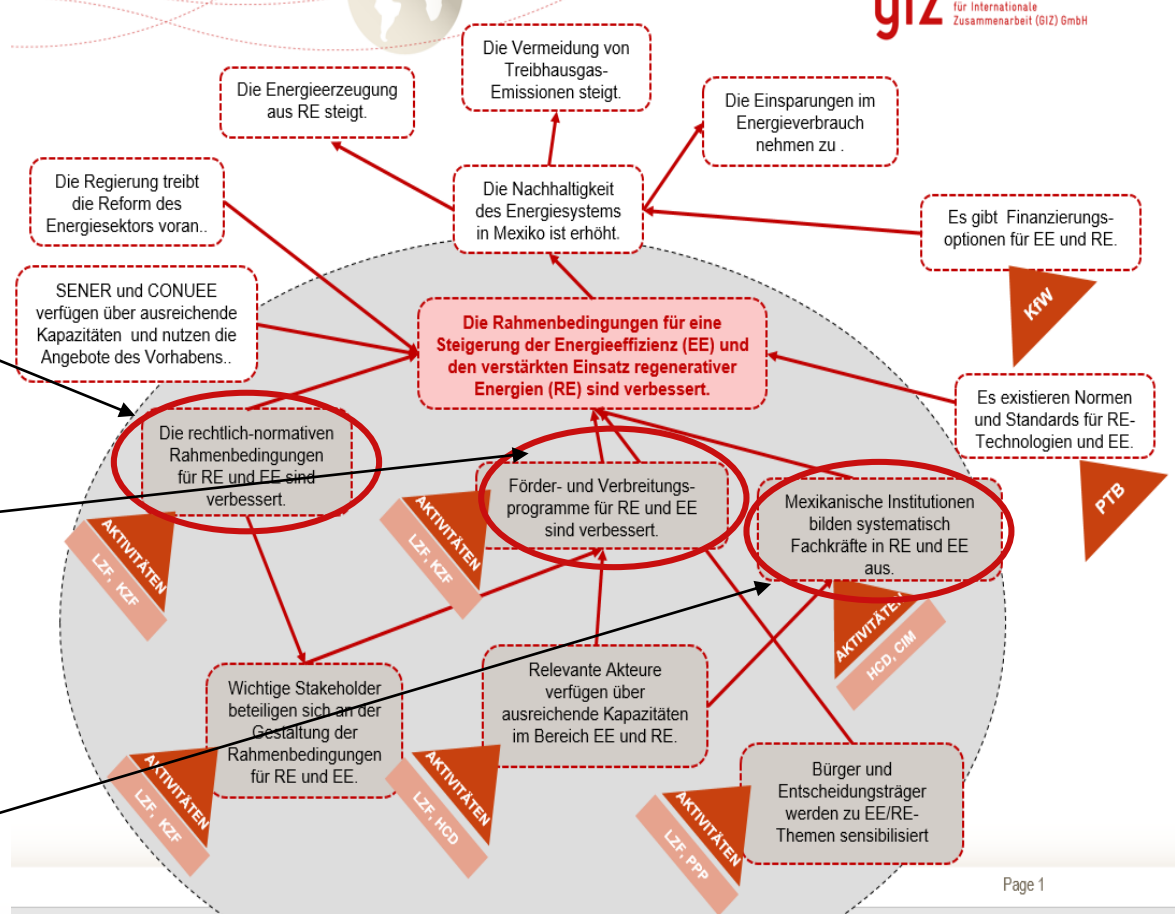 giz
für Internationale
Zusammenarbeit (GIZ) GmbH
Die Vermeidung von
Treibhausgas-
Emissionen steigt.
Die Energieerzeugung
aus RE steigt.
Die Einsparungen im
Energieverbrauch
nehmen zu .
Die Regierung treibt
die Reform des
Energiesektors voran..
Die Nachhaltigkeit
des Energiesystems
in Mexiko ist erhöht.
Es gibt Finanzierungs-
optionen für EE und RE.
KfW
SENER und CONUEE
verfügen über ausreichende
Kapazitäten und nutzen die
Angebote des Vorhabens..
Die Rahmenbedingungen für eine
Steigerung der Energieeffizienz (EE) und
den verstärkten Einsatz regenerativer
Energien (RE) sind verbessert.
Es existieren Normen
und Standards für RE-
Technologien und EE.
PTB
Die rechtlich-normativen
Rahmenbedingungen
für RE und EE sind
verbessert.
AKTIVITÄTEN
LZF, KZF
Förder- und Verbreitungs-
programme für RE und EE
sind verbessert.
AKTIVITÄTEN
LZF, KZF
Mexikanische Institutionen
bilden systematisch
Fachkräfte in RE und EE
aus.
AKTIVITÄTEN
HCD, CIM
Wichtige Stakeholder
beteiligen sich an der
Gestaltung der
Rahmenbedingungen
für RE und EE.
AKTIVITÄTEN
LZF, KZF
Relevante Akteure
verfügen über
ausreichende Kapazitäten
im Bereich EE und RE.
AKTIVITÄTEN
LZF, HCD
Bürger und
Entscheidungsträger
werden zu EE/RE-
Themen sensibilisiert
AKTIVITÄTEN
LZF, PPP
Page 1